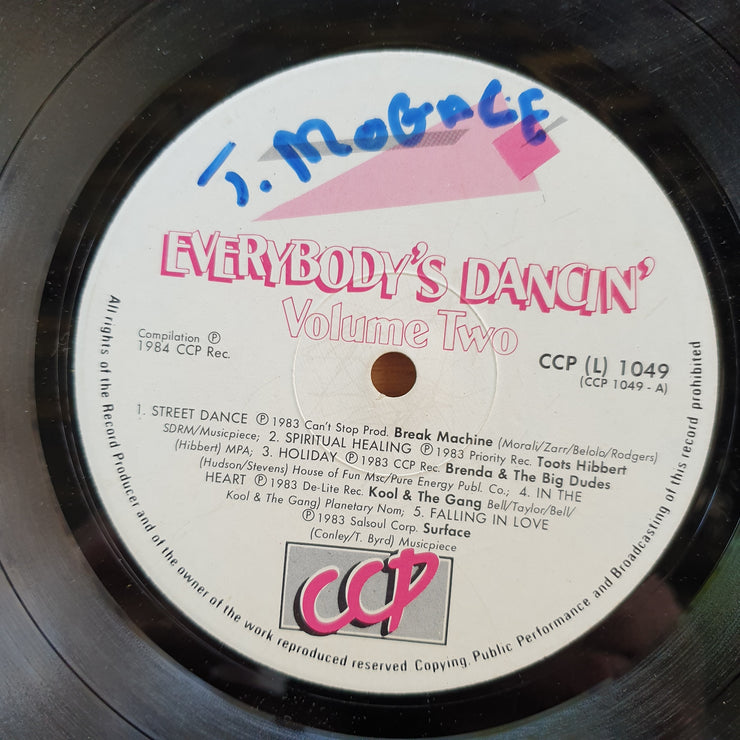 J. MOGALE
EVERYBODY'S DANCIN'
Volume Two
Compilation Ⓟ
1984 CCP Rec.
CCP (L) 1049
(CCP 1049 - A)
1. STREET DANCE Ⓟ 1983 Can't Stop Prod. Break Machine (Morali/Zarr/Belolo/Rodgers)
SDRM/Musicpiece; 2. SPIRITUAL HEALING Ⓟ 1983 Priority Rec. Toots Hibbert
(Hibbert) MPA; 3. HOLIDAY Ⓟ 1983 CCP Rec. Brenda & The Big Dudes
(Hudson/Stevens) House of Fun Msc/Pure Energy Publ. Co.; 4. IN THE
HEART Ⓟ 1983 De-Lite Rec. Kool & The Gang Bell/Taylor/Bell/
Kool & The Gang) Planetary Nom; 5. FALLING IN LOVE
Ⓟ 1983 Salsoul Corp. Surface
(Conley/T. Byrd) Musicpiece
CCP
All rights of the Record Producer and of the owner of the work reproduced reserved Copying, Public Performance and Broadcasting of this record prohibited